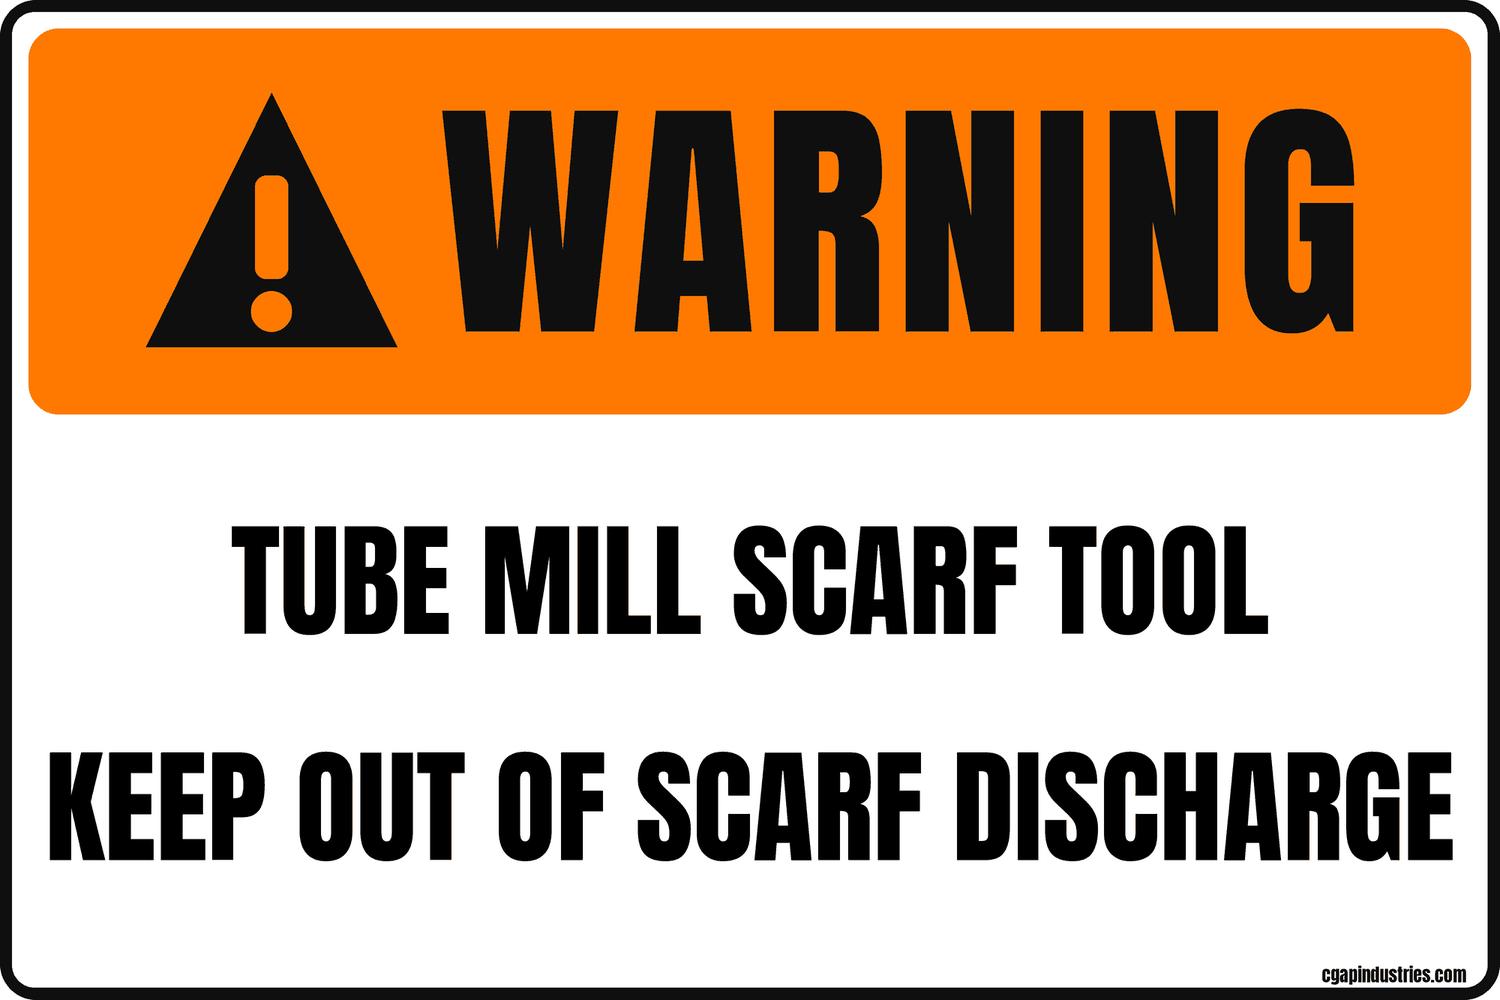 WARNING
TUBE MILL SCARF TOOL
KEEP OUT OF SCARF DISCHARGE
cgapindustries.com